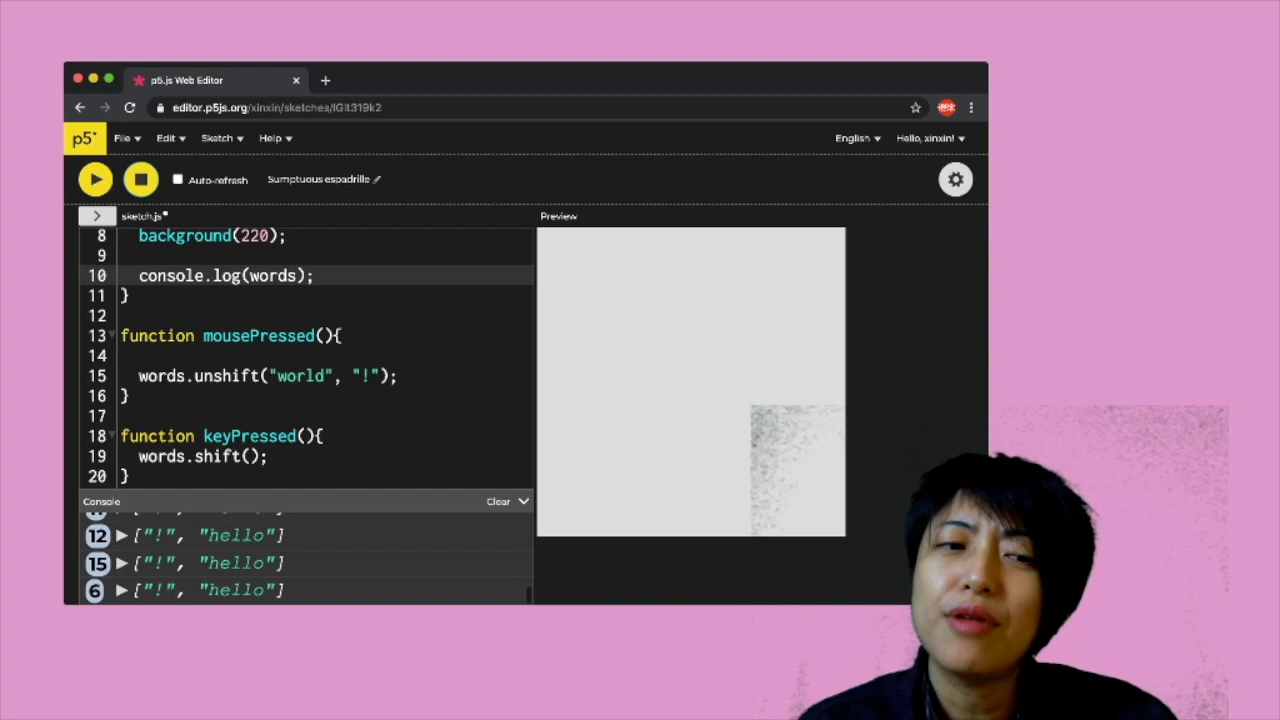 p5.js Web Editor
editor.p5js.org/xinxin/sketches/IGIt319k2
p5* File Edit Sketch Help English Hello, xinxin!
Auto-refresh Sumptuous espadrille
sketch.js Preview
8 background(220);
9
10 console.log(words);
11 }
12
13 function mousePressed(){
14
15 words.unshift("world", "!");
16 }
17
18 function keyPressed(){
19 words.shift();
20 }
Console Clear
12 ["!", "hello"]
15 ["!", "hello"]
6 ["!", "hello"]